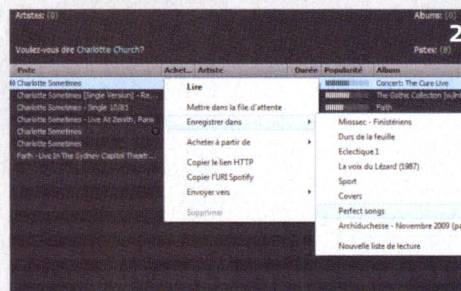 Artistes: (0) Albums: (0)
2
Voulez-vous dire Charlotte Church? Pistes: (8)
Piste Achet... Artiste Durée Popularité Album
Charlotte Sometimes Concert: The Cure Live
Charlotte Sometimes [Single Version] - Re... The Gothic Collection [w/int
Charlotte Sometimes - Single 10/81 Faith
Charlotte Sometimes - Live At Zenith, Paris
Charlotte Sometimes
Charlotte Sometimes
Faith - Live In The Sydney Capitol Theatr...
Lire
Mettre dans la file d'attente
Enregistrer dans
Acheter à partir de
Copier le lien HTTP
Copier l'URI Spotify
Envoyer vers
Supprimer
Miossec - Finistériens
Durs de la feuille
Eclectique 1
La voix du Lézard (1987)
Sport
Covers
Perfect songs
Archiduchesse - Novembre 2009 (pa
Nouvelle liste de lecture